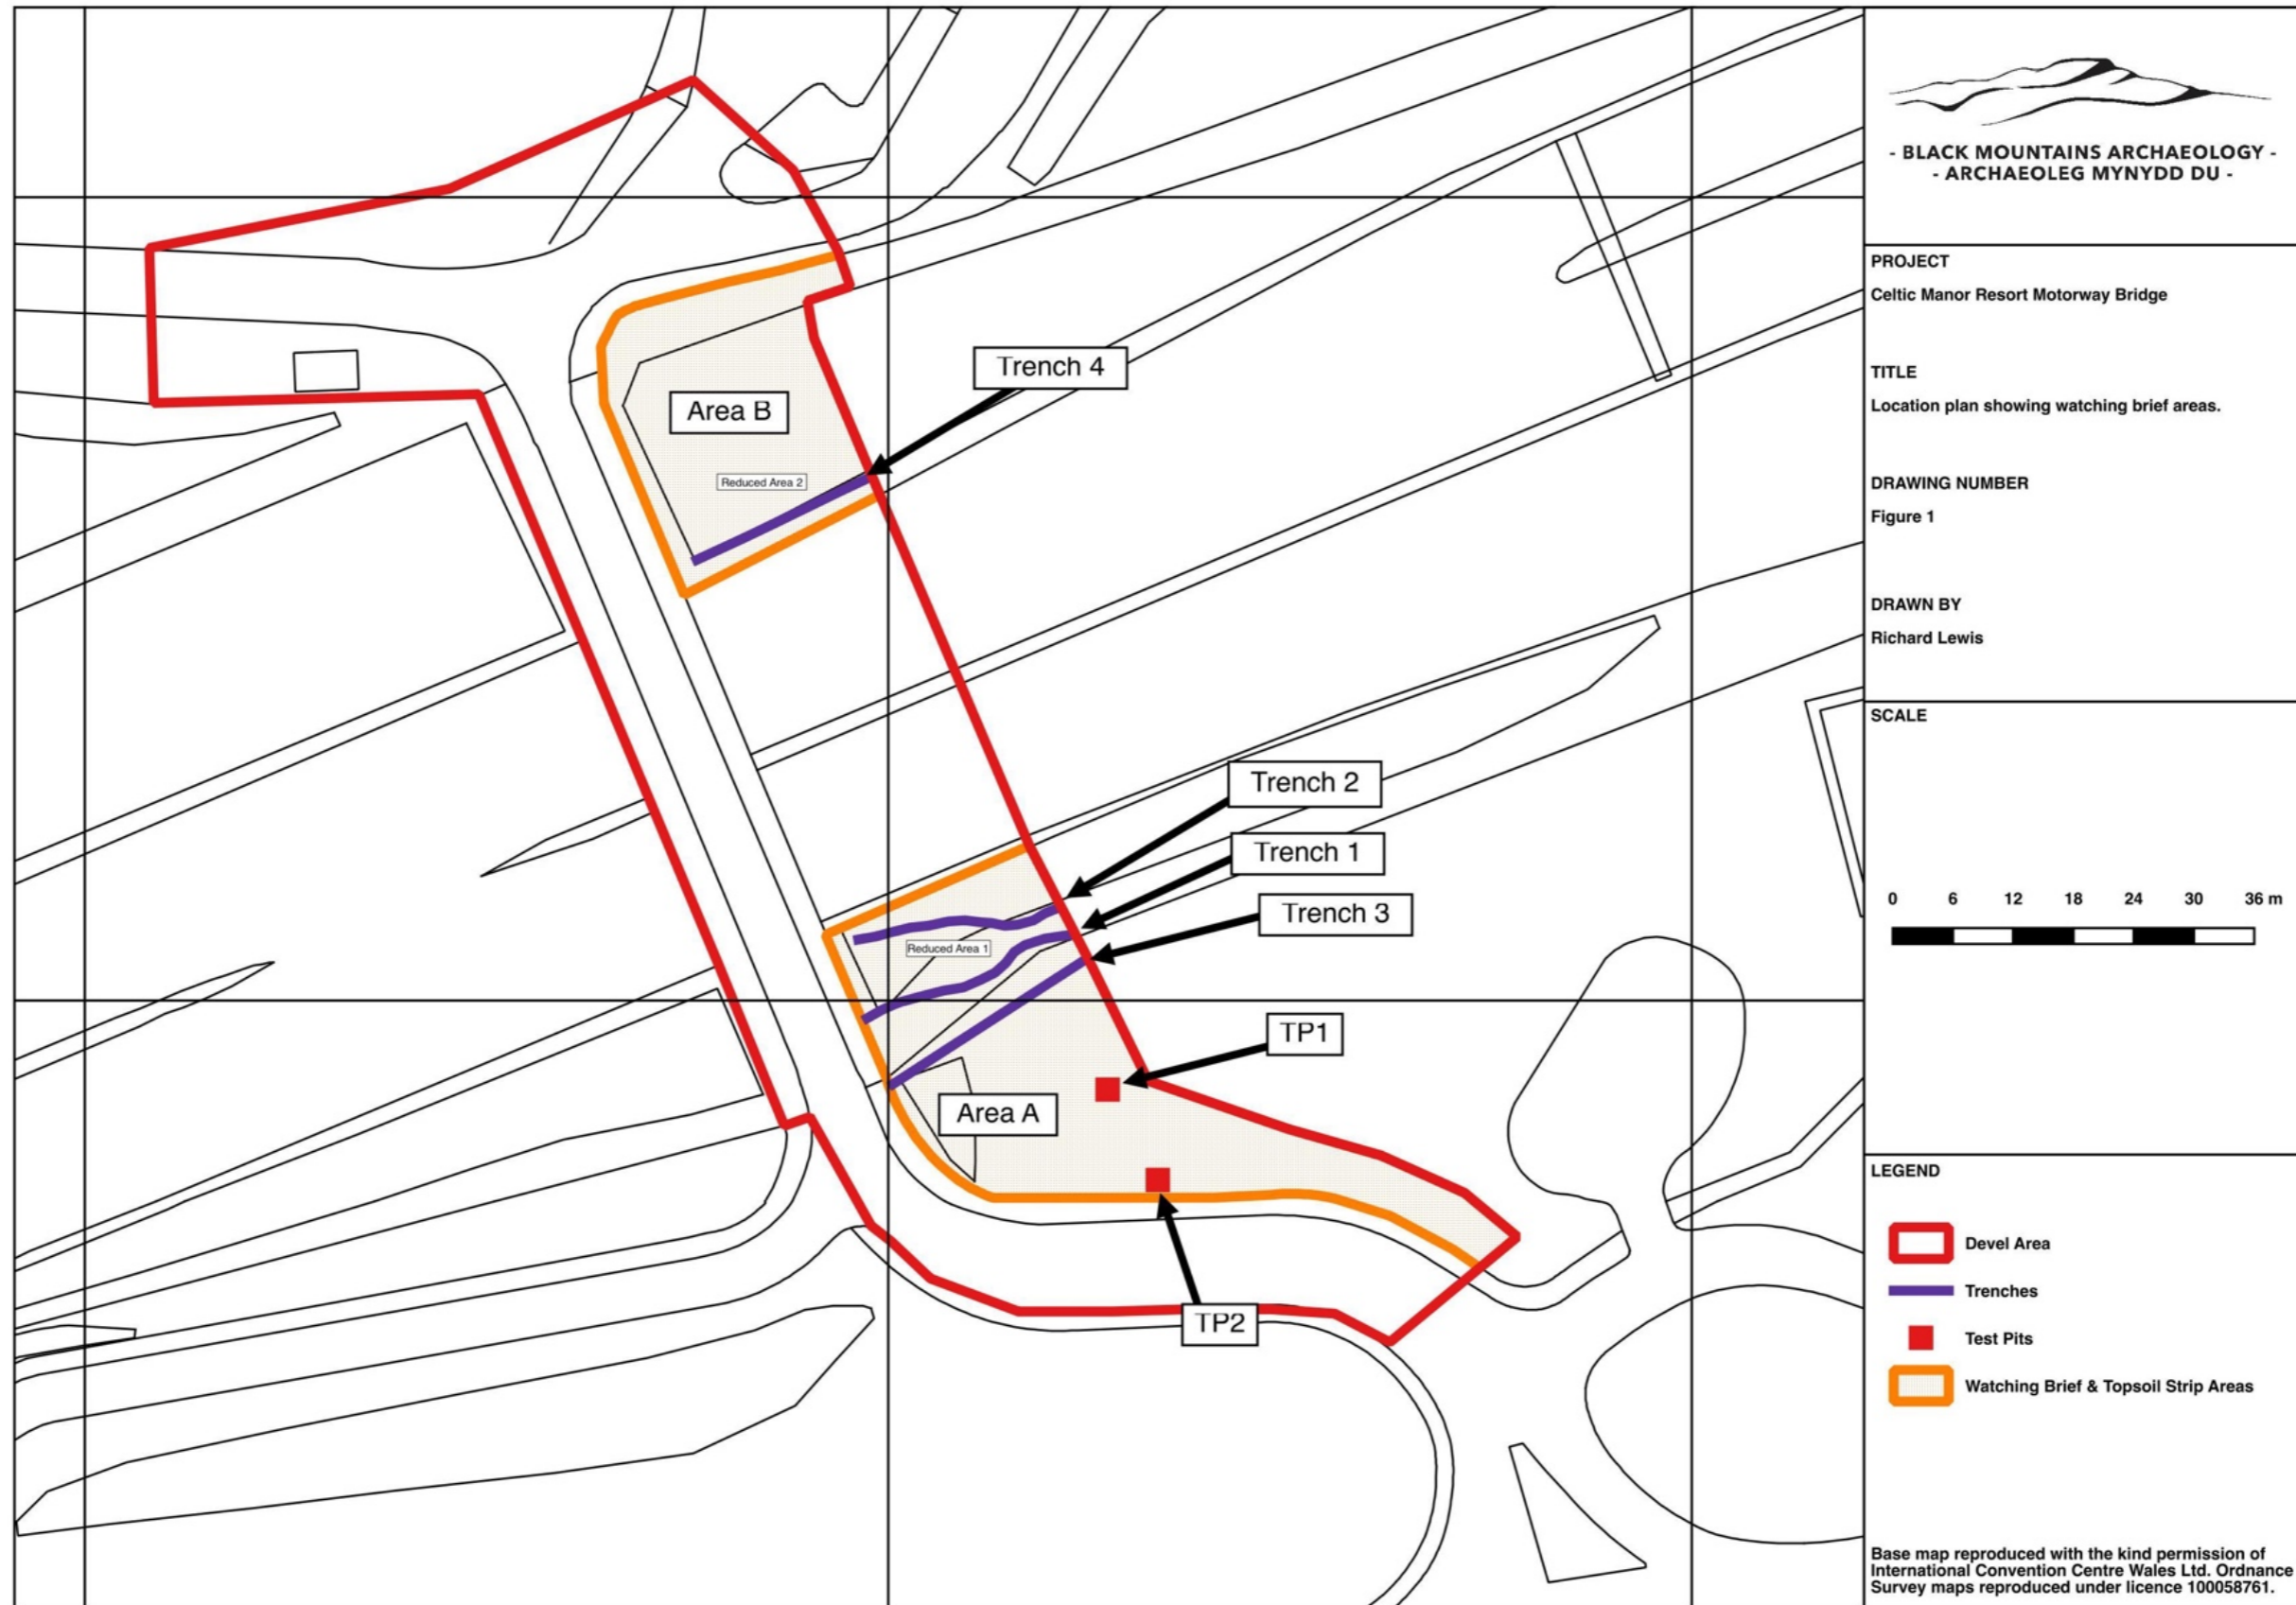 - BLACK MOUNTAINS ARCHAEOLOGY -
- ARCHAEOLEG MYNYDD DU -
PROJECT
Celtic Manor Resort Motorway Bridge
TITLE
Location plan showing watching brief areas.
DRAWING NUMBER
Figure 1
DRAWN BY
Richard Lewis
SCALE
0 6 12 18 24 30 36 m
LEGEND
Devel Area
Trenches
Test Pits
Watching Brief & Topsoil Strip Areas
Base map reproduced with the kind permission of
International Convention Centre Wales Ltd. Ordnance
Survey maps reproduced under licence 100058761.
Trench 4
Area B
Reduced Area 2
Trench 2
Trench 1
Trench 3
Reduced Area 1
TP1
Area A
TP2